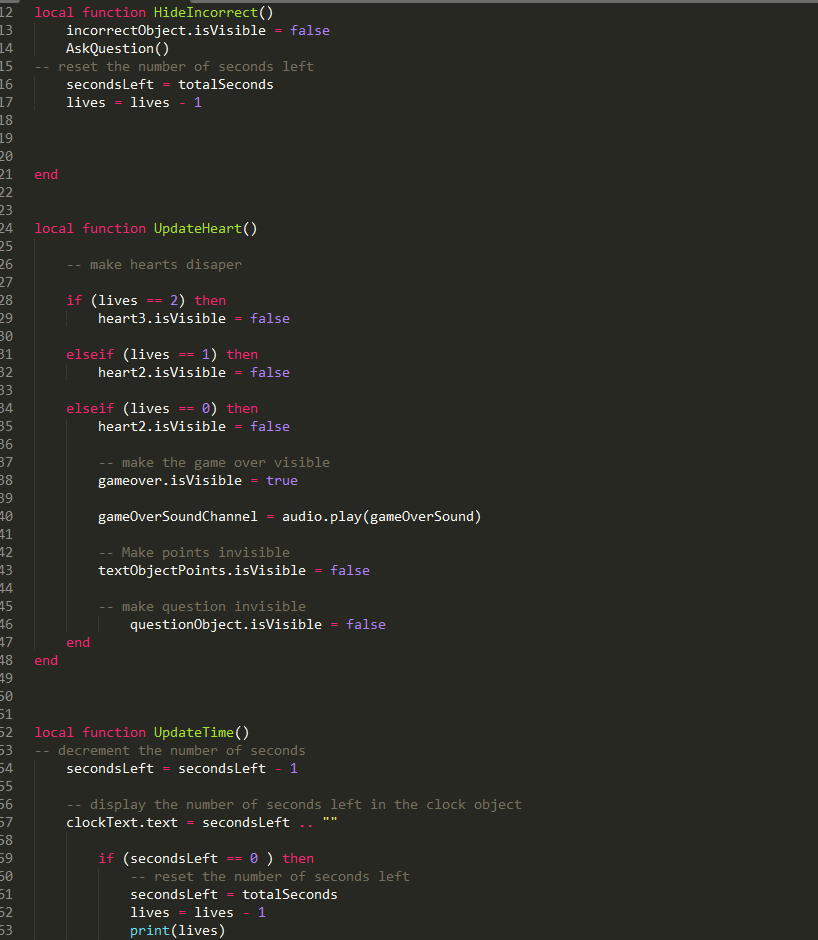 12 local function HideIncorrect()
13 incorrectObject.isVisible = false
14 AskQuestion()
15 -- reset the number of seconds left
16 secondsLeft = totalSeconds
17 lives = lives - 1
18
19
20
21 end
22
23
24 local function UpdateHeart()
25
26 -- make hearts disaper
27
28 if (lives == 2) then
29 heart3.isVisible = false
30
31 elseif (lives == 1) then
32 heart2.isVisible = false
33
34 elseif (lives == 0) then
35 heart2.isVisible = false
36
37 -- make the game over visible
38 gameover.isVisible = true
39
40 gameOverSoundChannel = audio.play(gameOverSound)
41
42 -- Make points invisible
43 textObjectPoints.isVisible = false
44
45 -- make question invisible
46 questionObject.isVisible = false
47 end
48 end
49
50
51
52 local function UpdateTime()
53 -- decrement the number of seconds
54 secondsLeft = secondsLeft - 1
55
56 -- display the number of seconds left in the clock object
57 clockText.text = secondsLeft .. ""
58
59 if (secondsLeft == 0 ) then
60 -- reset the number of seconds left
61 secondsLeft = totalSeconds
62 lives = lives - 1
63 print(lives)